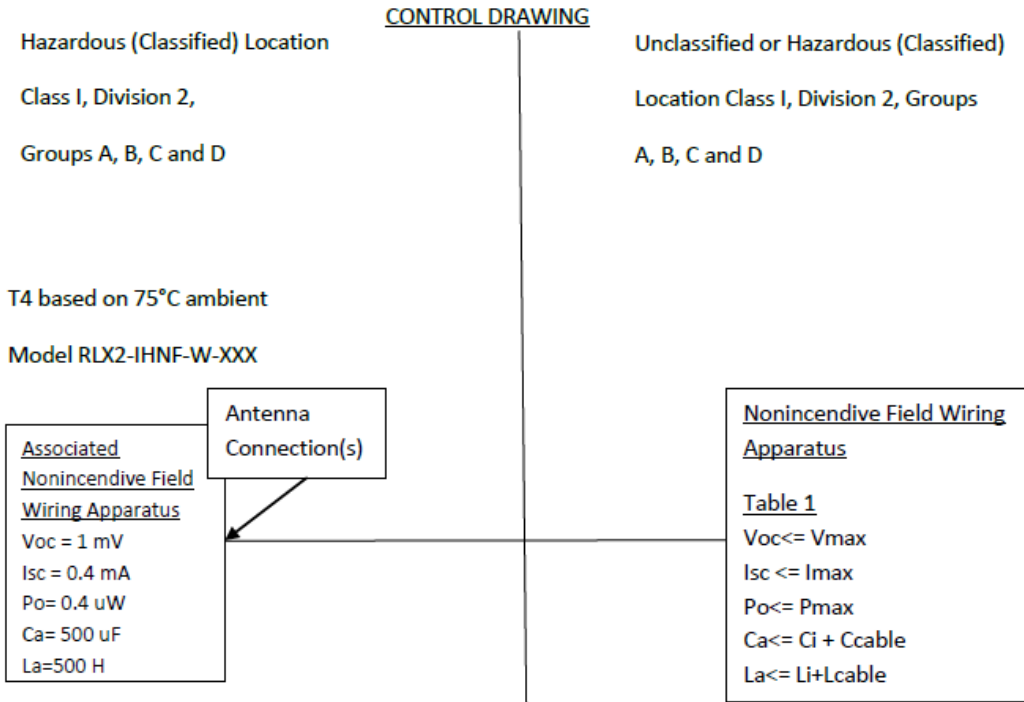 CONTROL DRAWING
Hazardous (Classified) Location
Class I, Division 2,
Groups A, B, C and D
Unclassified or Hazardous (Classified)
Location Class I, Division 2, Groups
A, B, C and D
T4 based on 75°C ambient
Model RLX2-IHNF-W-XXX
Antenna
Connection(s)
Associated
Nonincendive Field
Wiring Apparatus
Voc = 1 mV
Isc = 0.4 mA
Po= 0.4 uW
Ca= 500 uF
La=500 H
Nonincendive Field Wiring
Apparatus
Table 1
Voc<= Vmax
Isc <= Imax
Po<= Pmax
Ca<= Ci + Ccable
La<= Li+Lcable